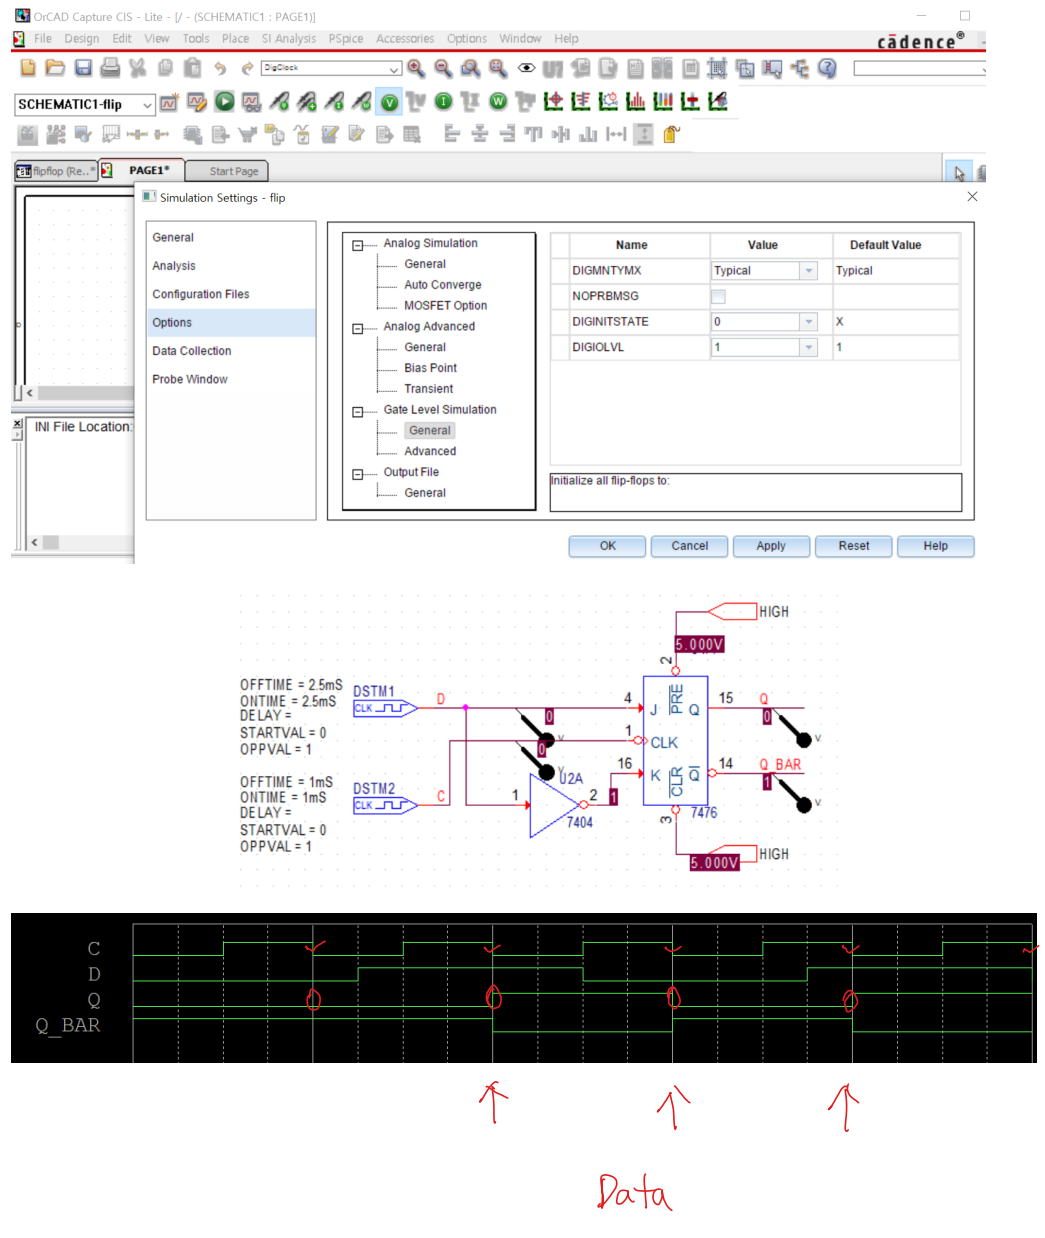 OrCAD Capture CIS - Lite - [/ - (SCHEMATIC1 : PAGE1)]
File Design Edit View Tools Place SI Analysis PSpice Accessories Options Window Help
cādence®
DigClock
SCHEMATIC1-flip
flipflop (Re..* PAGE1* Start Page
Simulation Settings - flip
General
Analysis
Configuration Files
Options
Data Collection
Probe Window
Analog Simulation
General
Auto Converge
MOSFET Option
Analog Advanced
General
Bias Point
Transient
Gate Level Simulation
General
Advanced
Output File
General
Name Value Default Value
DIGMNTYMX Typical Typical
NOPRBMSG
DIGINITSTATE 0 X
DIGIOLVL 1 1
Initialize all flip-flops to:
INI File Location:
OK Cancel Apply Reset Help
HIGH
5.000V
2
OFFTIME = 2.5mS
ONTIME = 2.5mS
DELAY =
STARTVAL = 0
OPPVAL = 1
DSTM1
CLK
D
0
4
J PRE Q
15
Q
0
V
1
CLK
0
V
OFFTIME = 1mS
ONTIME = 1mS
DELAY =
STARTVAL = 0
OPPVAL = 1
DSTM2
CLK
C
1
U2A
2
7404
1
16
K CLR Q
14
Q_BAR
1
V
3
7476
HIGH
5.000V
C
D
Q
Q_BAR
Data